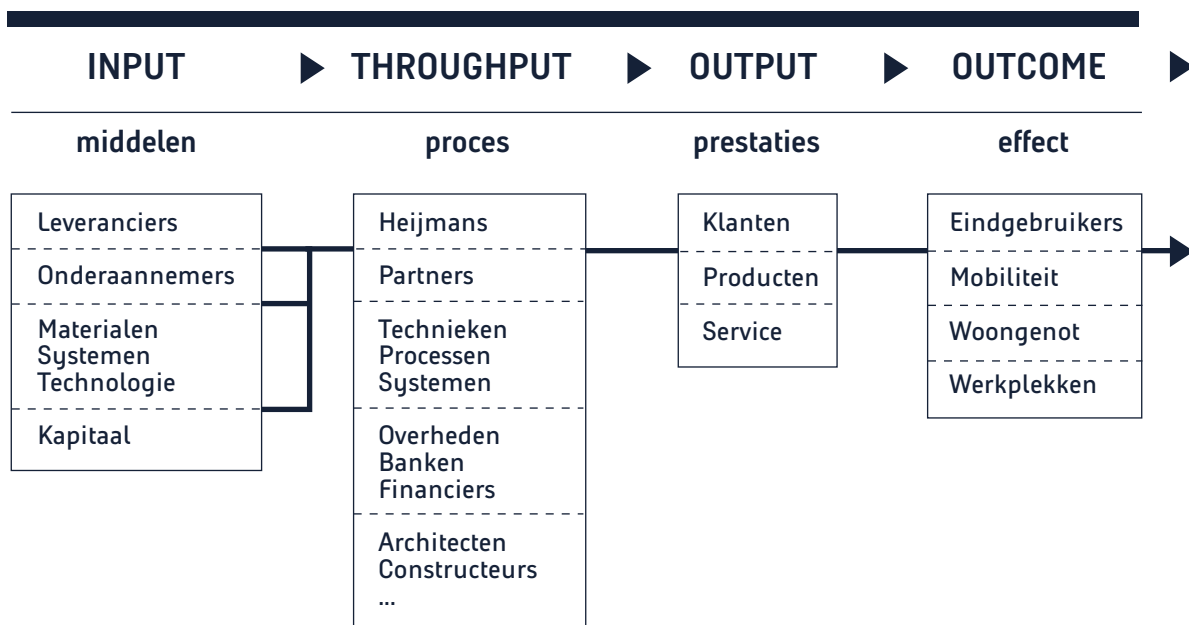 INPUT
THROUGHPUT
OUTPUT
OUTCOME
middelen
proces
prestaties
effect
Leveranciers
Onderaannemers
Materialen
Systemen
Technologie
Kapitaal
Heijmans
Partners
Technieken
Processen
Systemen
Overheden
Banken
Financiers
Architecten
Constructeurs
...
Klanten
Producten
Service
Eindgebruikers
Mobiliteit
Woongenot
Werkplekken